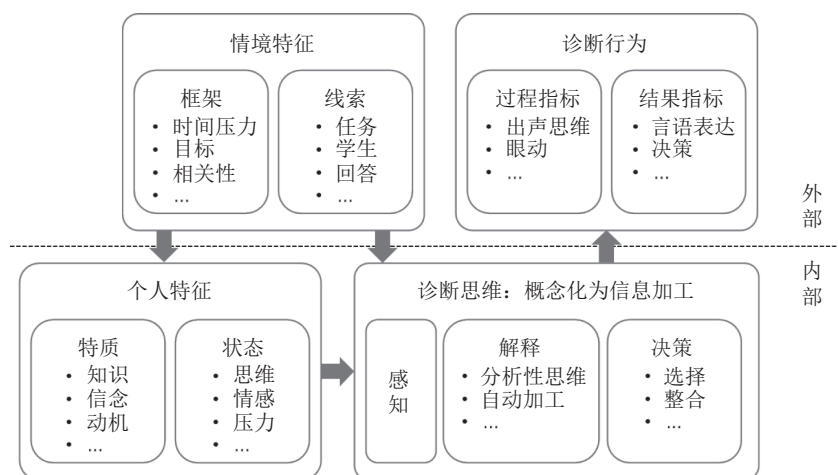 情境特征
框架
• 时间压力
• 目标
• 相关性
• ...
线索
• 任务
• 学生
• 回答
• ...
诊断行为
过程指标
• 出声思维
• 眼动
• ...
结果指标
• 言语表达
• 决策
• ...
外部
内部
个人特征
特质
• 知识
• 信念
• 动机
• ...
状态
• 思维
• 情感
• 压力
• ...
诊断思维：概念化为信息加工
感知
解释
• 分析性思维
• 自动加工
• ...
决策
• 选择
• 整合
• ...